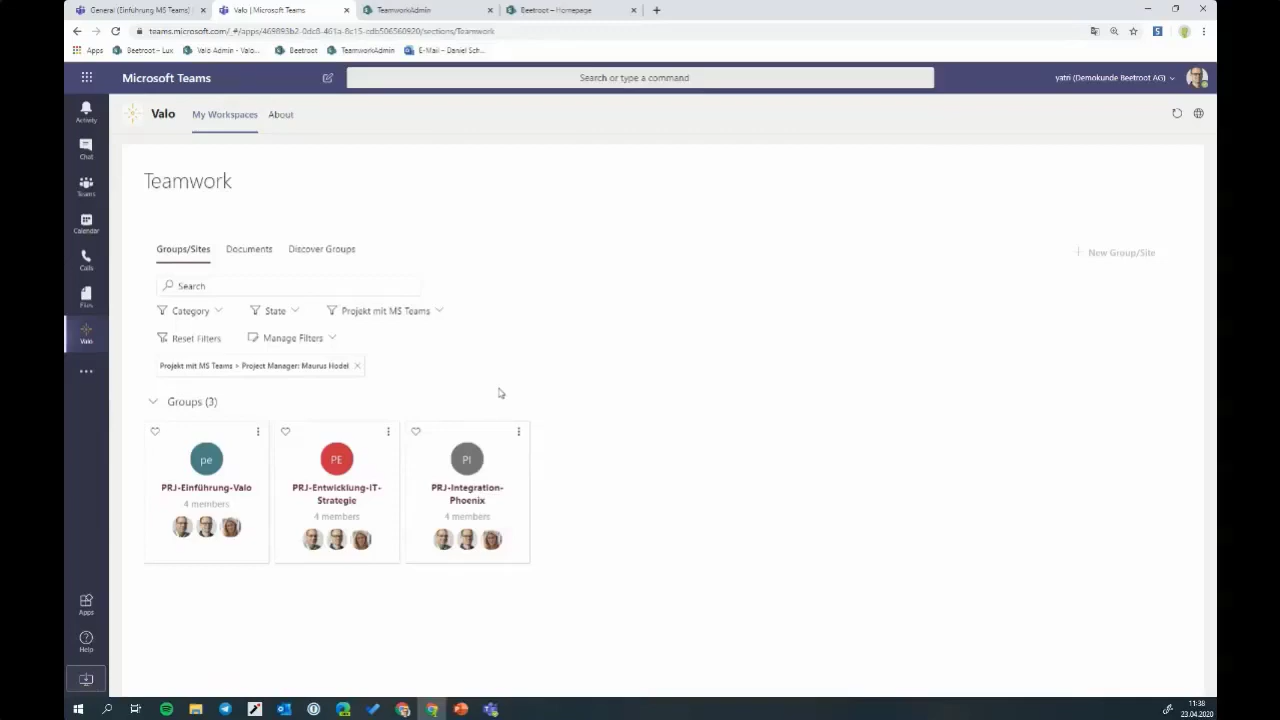 General (Einführung MS Teams) |
Valo | Microsoft Teams
TeamworkAdmin
Beetroot – Homepage
Apps
Beetroot – Lux
Valo Admin - Valo...
Beetroot
TeamworkAdmin
E-Mail – Daniel Sch...
Microsoft Teams
Search or type a command
yatri (Demokunde Beetroot AG)
Activity
Chat
Teams
Calendar
Calls
Files
Valo
Apps
Help
Valo
My Workspaces
About
Teamwork
Groups/Sites
Documents
Discover Groups
New Group/Site
Search
Category
State
Projekt mit MS Teams
Reset Filters
Manage Filters
Projekt mit MS Teams > Project Manager: Maurus Hodel
Groups (3)
pe
PRJ-Einführung-Valo
4 members
PE
PRJ-Entwicklung-IT-
Strategie
4 members
PI
PRJ-Integration-
Phoenix
4 members
11:38
23.04.2020